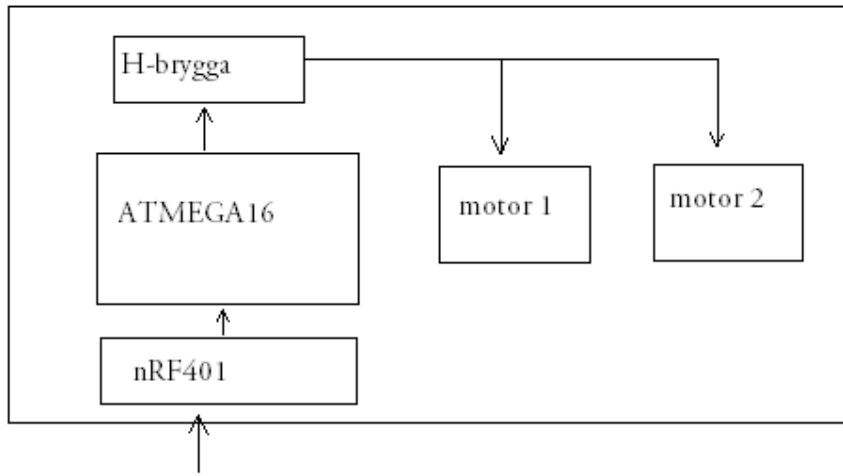 H-brygga
ATMEGA16
motor 1
motor 2
nRF401